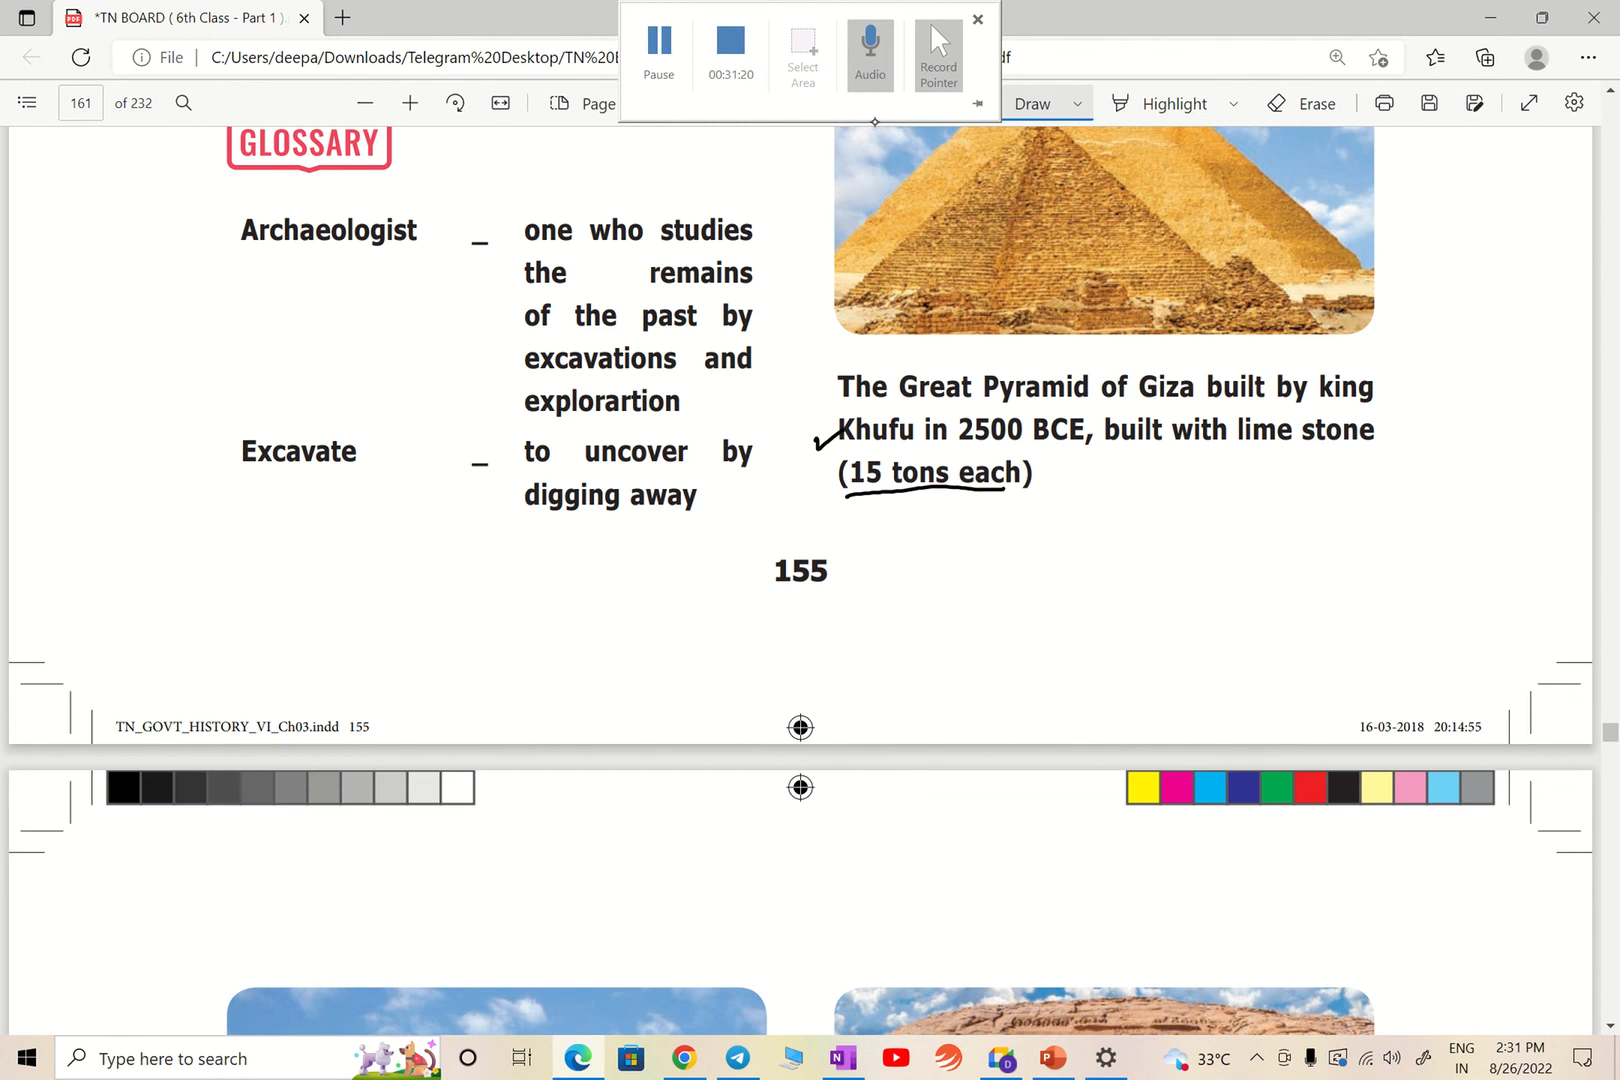 *TN BOARD ( 6th Class - Part 1 ).
File
C:/Users/deepa/Downloads/Telegram%20Desktop/TN%20
df
Pause
00:31:20
Select
Area
Audio
Record
Pointer
161
of 232
Page
Draw
Highlight
Erase
GLOSSARY
Archaeologist _ one who studies
the remains
of the past by
excavations and
explorartion
Excavate _ to uncover by
digging away
The Great Pyramid of Giza built by king
Khufu in 2500 BCE, built with lime stone
(15 tons each)
155
TN_GOVT_HISTORY_VI_Ch03.indd 155
16-03-2018 20:14:55
Type here to search
33°C
ENG
IN
2:31 PM
8/26/2022